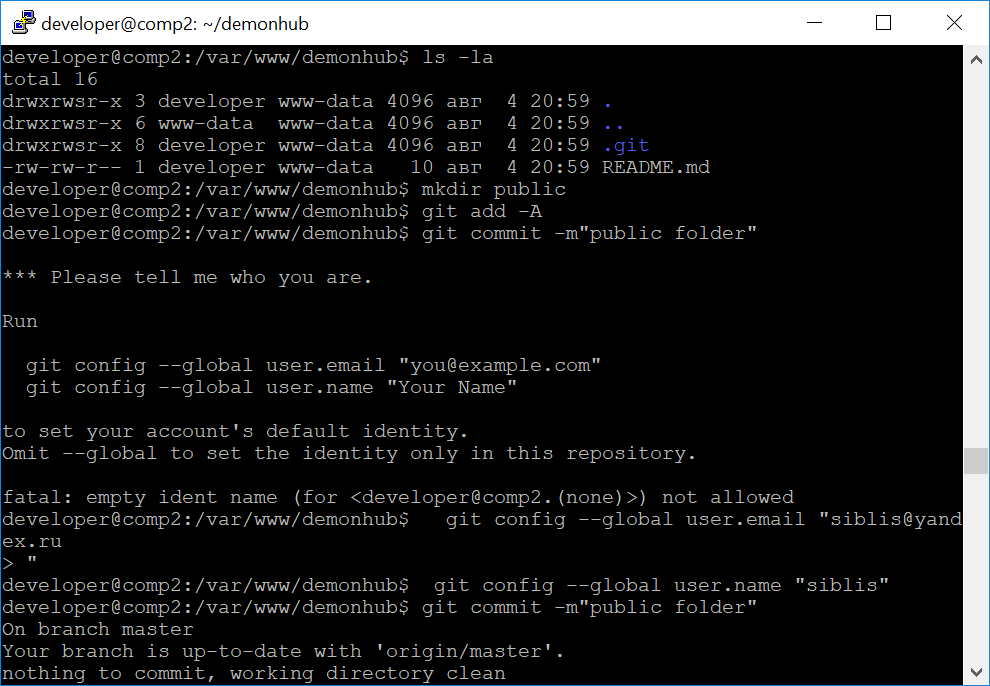 developer@comp2: ~/demonhub
developer@comp2:/var/www/demonhub$ ls -la
total 16
drwxrwsr-x 3 developer www-data 4096 авг  4 20:59 .
drwxrwsr-x 6 www-data  www-data 4096 авг  4 20:59 ..
drwxrwsr-x 8 developer www-data 4096 авг  4 20:59 .git
-rw-rw-r-- 1 developer www-data   10 авг  4 20:59 README.md
developer@comp2:/var/www/demonhub$ mkdir public
developer@comp2:/var/www/demonhub$ git add -A
developer@comp2:/var/www/demonhub$ git commit -m"public folder"
*** Please tell me who you are.
Run
  git config --global user.email "you@example.com"
  git config --global user.name "Your Name"
to set your account's default identity.
Omit --global to set the identity only in this repository.
fatal: empty ident name (for <developer@comp2.(none)>) not allowed
developer@comp2:/var/www/demonhub$   git config --global user.email "siblis@yand
ex.ru
> "
developer@comp2:/var/www/demonhub$  git config --global user.name "siblis"
developer@comp2:/var/www/demonhub$ git commit -m"public folder"
On branch master
Your branch is up-to-date with 'origin/master'.
nothing to commit, working directory clean